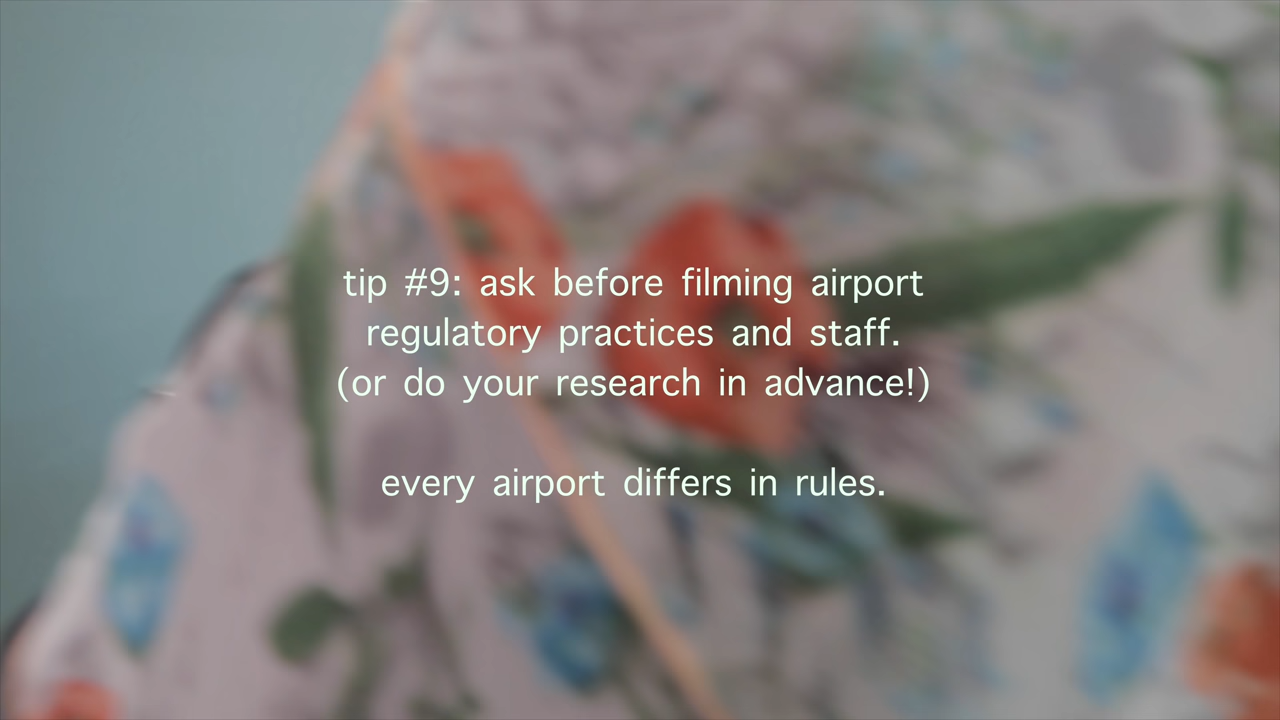 tip #9: ask before filming airport
regulatory practices and staff.
(or do your research in advance!)
every airport differs in rules.